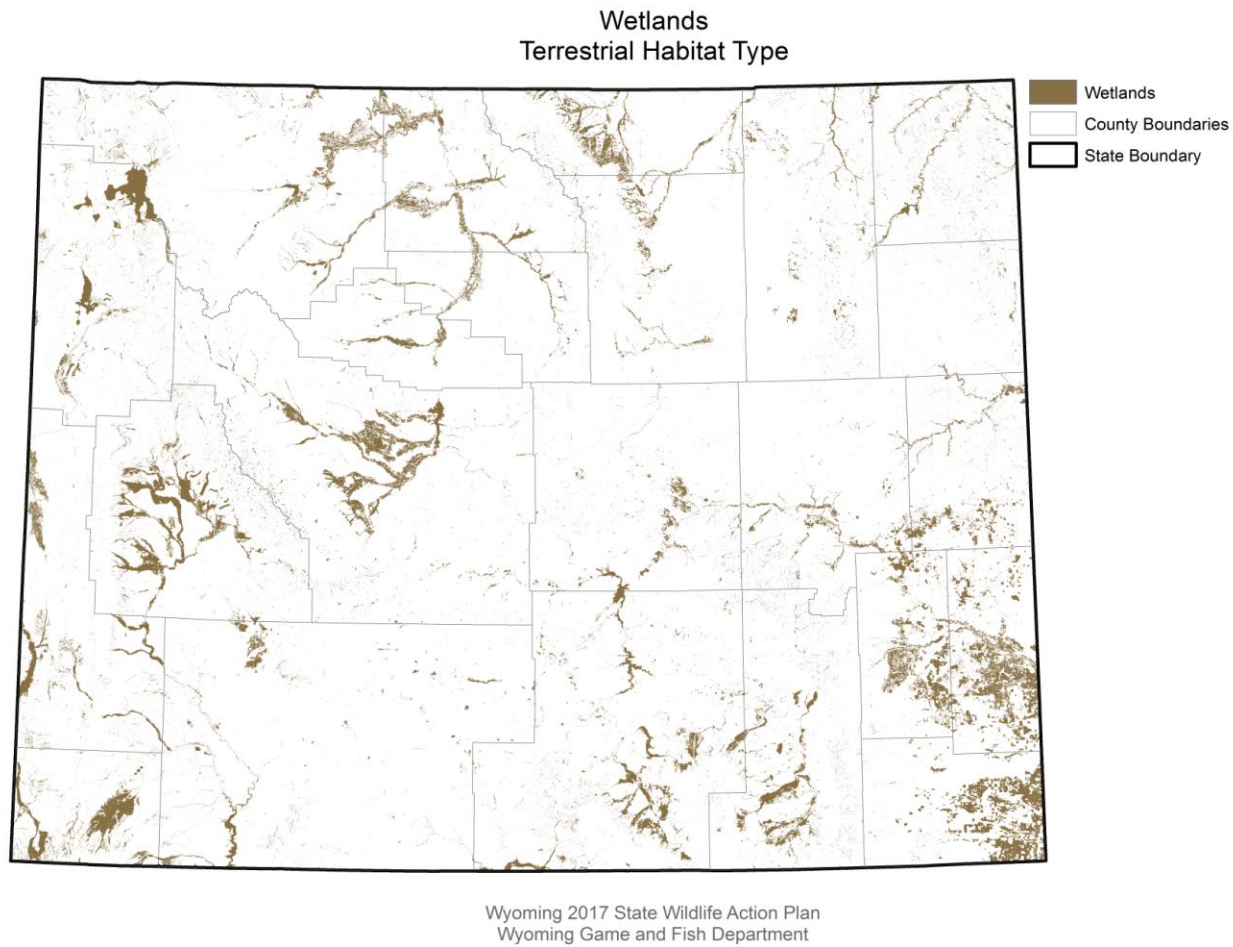 Wetlands
Terrestrial Habitat Type
Wetlands
County Boundaries
State Boundary
Wyoming 2017 State Wildlife Action Plan
Wyoming Game and Fish Department